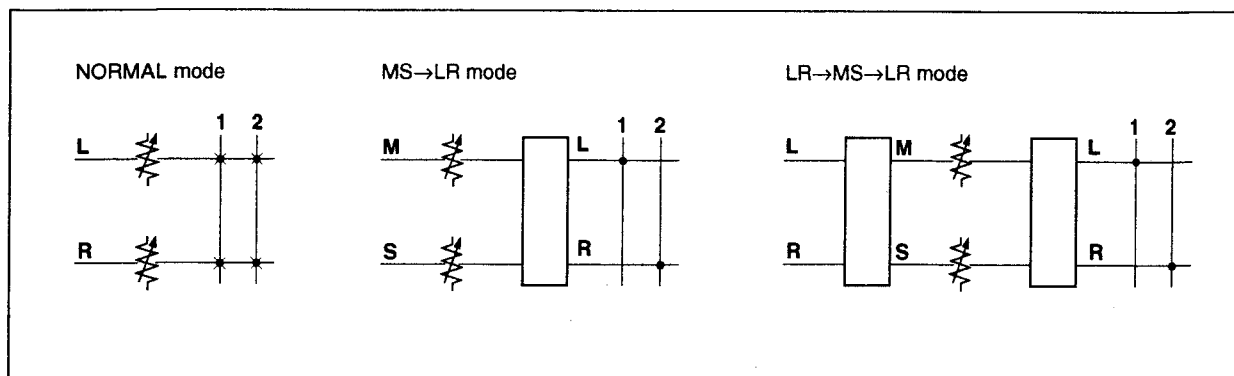 NORMAL mode
MS→LR mode
LR→MS→LR mode
1 2
L
R
1 2
M L
S R
1 2
L M L
R S R